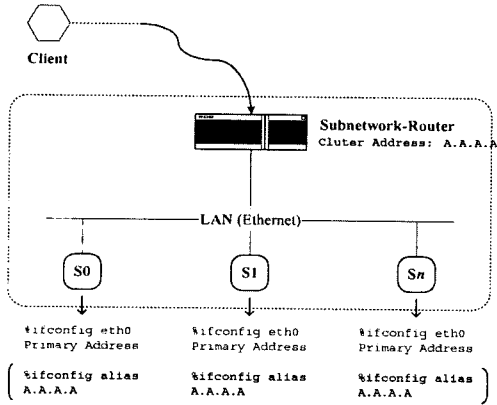 Client
Subnetwork-Router
Cluter Address: A.A.A.A
LAN (Ethernet)
S0
S1
Sn
%ifconfig eth0
Primary Address
%ifconfig eth0
Primary Address
%ifconfig eth0
Primary Address
%ifconfig alias
A.A.A.A
%ifconfig alias
A.A.A.A
%ifconfig alias
A.A.A.A